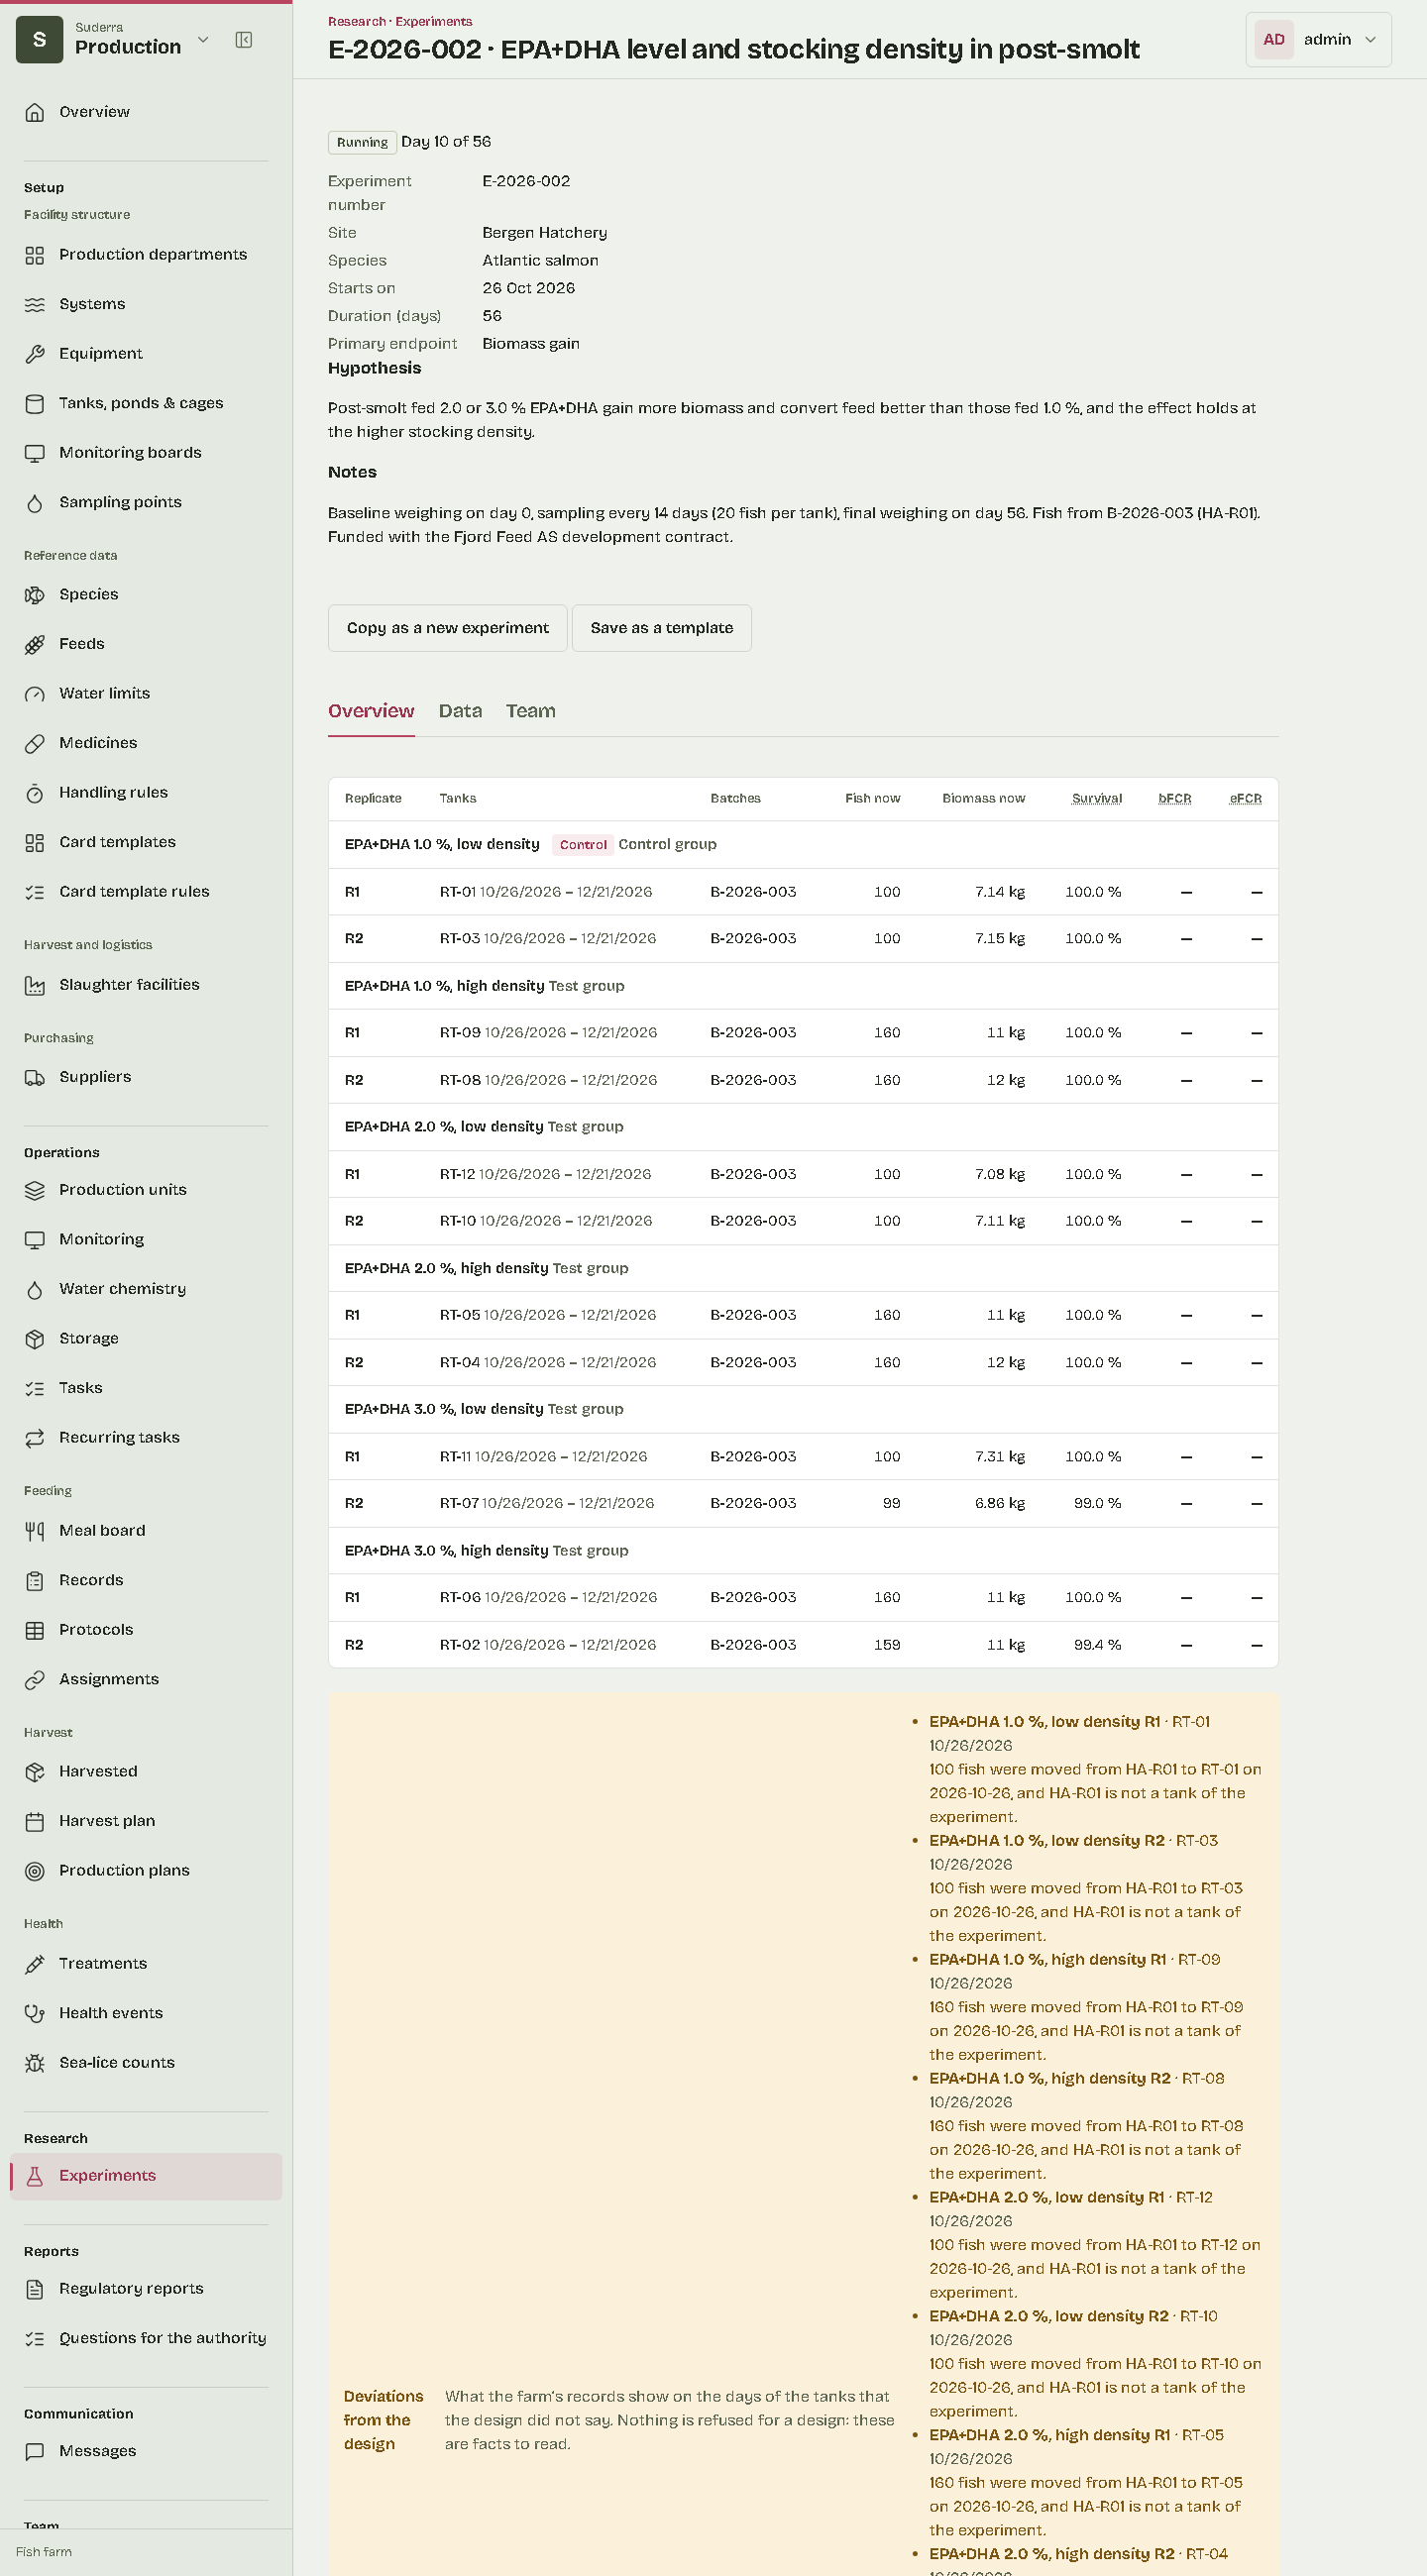 Suderra
Production
Overview
Setup
Facility structure
Production departments
Systems
Equipment
Tanks, ponds & cages
Monitoring boards
Sampling points
Reference data
Species
Feeds
Water limits
Medicines
Handling rules
Card templates
Card template rules
Harvest and logistics
Slaughter facilities
Purchasing
Suppliers
Operations
Production units
Monitoring
Water chemistry
Storage
Tasks
Recurring tasks
Feeding
Meal board
Records
Protocols
Assignments
Harvest
Harvested
Harvest plan
Production plans
Health
Treatments
Health events
Sea-lice counts
Research
Experiments
Reports
Regulatory reports
Questions for the authority
Communication
Messages
Team
Fish farm
Research · Experiments
E-2026-002 · EPA+DHA level and stocking density in post-smolt
AD admin
Running Day 10 of 56
Experiment number E-2026-002
Site Bergen Hatchery
Species Atlantic salmon
Starts on 26 Oct 2026
Duration (days) 56
Primary endpoint Biomass gain
Hypothesis
Post-smolt fed 2.0 or 3.0 % EPA+DHA gain more biomass and convert feed better than those fed 1.0 %, and the effect holds at
the higher stocking density.
Notes
Baseline weighing on day 0, sampling every 14 days (20 fish per tank), final weighing on day 56. Fish from B-2026-003 (HA-R01).
Funded with the Fjord Feed AS development contract.
Copy as a new experiment Save as a template
Overview Data Team
Replicate Tanks Batches Fish now Biomass now Survival bFCR eFCR
EPA+DHA 1.0 %, low density Control Control group
R1 RT-01 10/26/2026 – 12/21/2026 B-2026-003 100 7.14 kg 100.0 % — —
R2 RT-03 10/26/2026 – 12/21/2026 B-2026-003 100 7.15 kg 100.0 % — —
EPA+DHA 1.0 %, high density Test group
R1 RT-09 10/26/2026 – 12/21/2026 B-2026-003 160 11 kg 100.0 % — —
R2 RT-08 10/26/2026 – 12/21/2026 B-2026-003 160 12 kg 100.0 % — —
EPA+DHA 2.0 %, low density Test group
R1 RT-12 10/26/2026 – 12/21/2026 B-2026-003 100 7.08 kg 100.0 % — —
R2 RT-10 10/26/2026 – 12/21/2026 B-2026-003 100 7.11 kg 100.0 % — —
EPA+DHA 2.0 %, high density Test group
R1 RT-05 10/26/2026 – 12/21/2026 B-2026-003 160 11 kg 100.0 % — —
R2 RT-04 10/26/2026 – 12/21/2026 B-2026-003 160 12 kg 100.0 % — —
EPA+DHA 3.0 %, low density Test group
R1 RT-11 10/26/2026 – 12/21/2026 B-2026-003 100 7.31 kg 100.0 % — —
R2 RT-07 10/26/2026 – 12/21/2026 B-2026-003 99 6.86 kg 99.0 % — —
EPA+DHA 3.0 %, high density Test group
R1 RT-06 10/26/2026 – 12/21/2026 B-2026-003 160 11 kg 100.0 % — —
R2 RT-02 10/26/2026 – 12/21/2026 B-2026-003 159 11 kg 99.4 % — —
Deviations
from the
design
What the farm's records show on the days of the tanks that
the design did not say. Nothing is refused for a design: these
are facts to read.
• EPA+DHA 1.0 %, low density R1 · RT-01
10/26/2026
100 fish were moved from HA-R01 to RT-01 on
2026-10-26, and HA-R01 is not a tank of the
experiment.
• EPA+DHA 1.0 %, low density R2 · RT-03
10/26/2026
100 fish were moved from HA-R01 to RT-03
on 2026-10-26, and HA-R01 is not a tank of
the experiment.
• EPA+DHA 1.0 %, high density R1 · RT-09
10/26/2026
160 fish were moved from HA-R01 to RT-09
on 2026-10-26, and HA-R01 is not a tank of
the experiment.
• EPA+DHA 1.0 %, high density R2 · RT-08
10/26/2026
160 fish were moved from HA-R01 to RT-08
on 2026-10-26, and HA-R01 is not a tank of
the experiment.
• EPA+DHA 2.0 %, low density R1 · RT-12
10/26/2026
100 fish were moved from HA-R01 to RT-12 on
2026-10-26, and HA-R01 is not a tank of the
experiment.
• EPA+DHA 2.0 %, low density R2 · RT-10
10/26/2026
100 fish were moved from HA-R01 to RT-10 on
2026-10-26, and HA-R01 is not a tank of the
experiment.
• EPA+DHA 2.0 %, high density R1 · RT-05
10/26/2026
160 fish were moved from HA-R01 to RT-05
on 2026-10-26, and HA-R01 is not a tank of
the experiment.
• EPA+DHA 2.0 %, high density R2 · RT-04